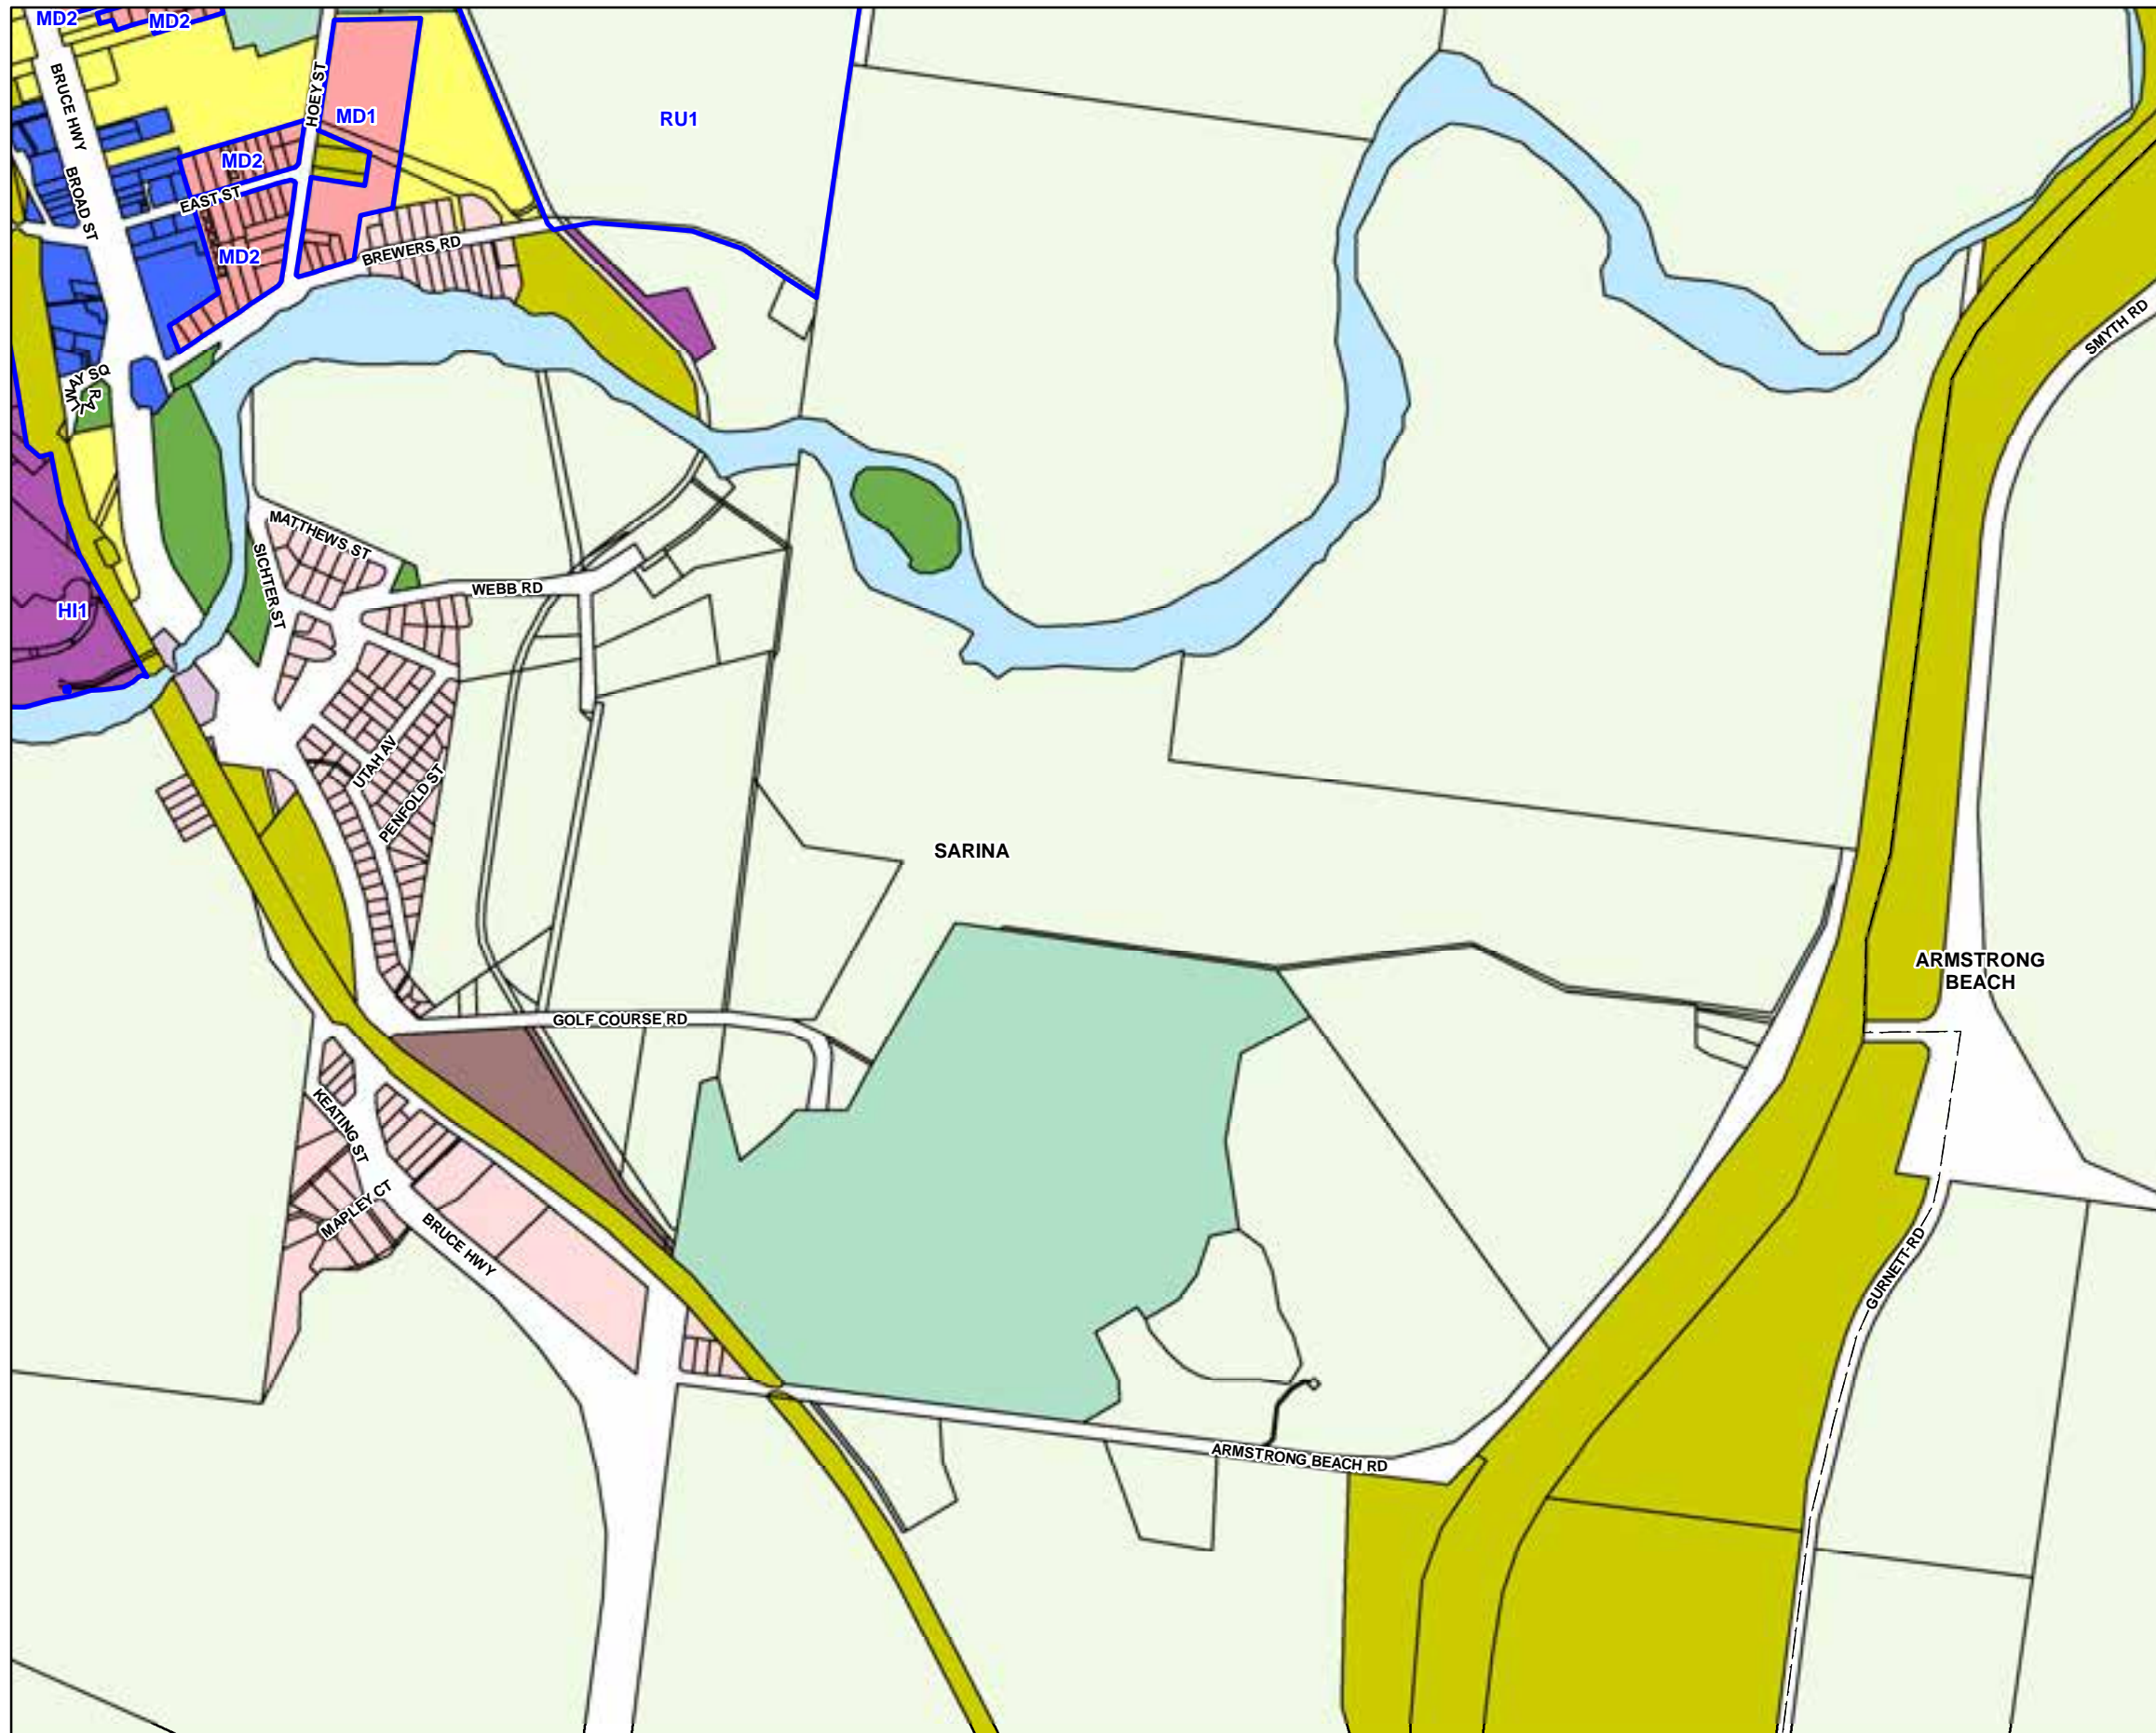 MD2
MD2
BRUCE HWY
HOEY ST
MD1
RU1
MD2
EAST ST
BROAD ST
MD2
BREWERS RD
SMYTH RD
MATTHEWS ST
SICHTER ST
WEBB RD
HI1
UTAH AV
PENFOLD ST
SARINA
ARMSTRONG
BEACH
GOLF COURSE RD
KEATING ST
MAPLEY CT
BRUCE HWY
GURNETT RD
ARMSTRONG BEACH RD